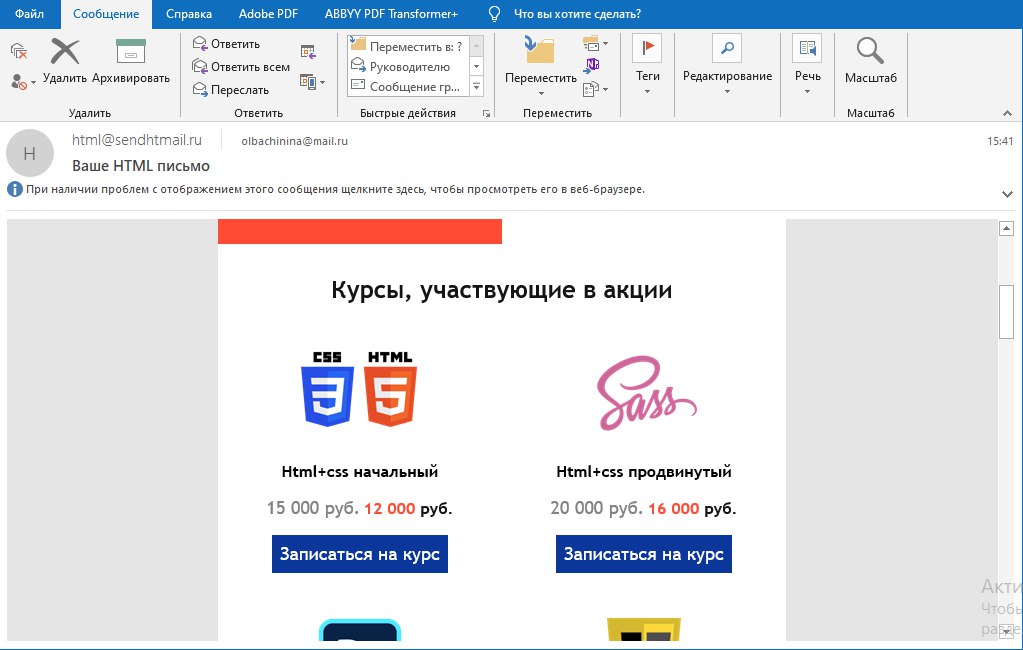 Файл Сообщение Справка Adobe PDF ABBYY PDF Transformer+ Что вы хотите сделать?
Удалить Архивировать
Ответить
Ответить всем
Переслать
Переместить в: ?
Руководителю
Сообщение гр...
Переместить
Теги
Редактирование
Речь
Масштаб
Удалить Ответить Быстрые действия Переместить Масштаб
H
html@sendhtmail.ru olbachinina@mail.ru 15:41
Ваше HTML письмо
При наличии проблем с отображением этого сообщения щелкните здесь, чтобы просмотреть его в веб-браузере.
Курсы, участвующие в акции
CSS HTML
3 5
Sass
Html+css начальный Html+css продвинутый
15 000 руб. 12 000 руб. 20 000 руб. 16 000 руб.
Записаться на курс Записаться на курс
Чтобы